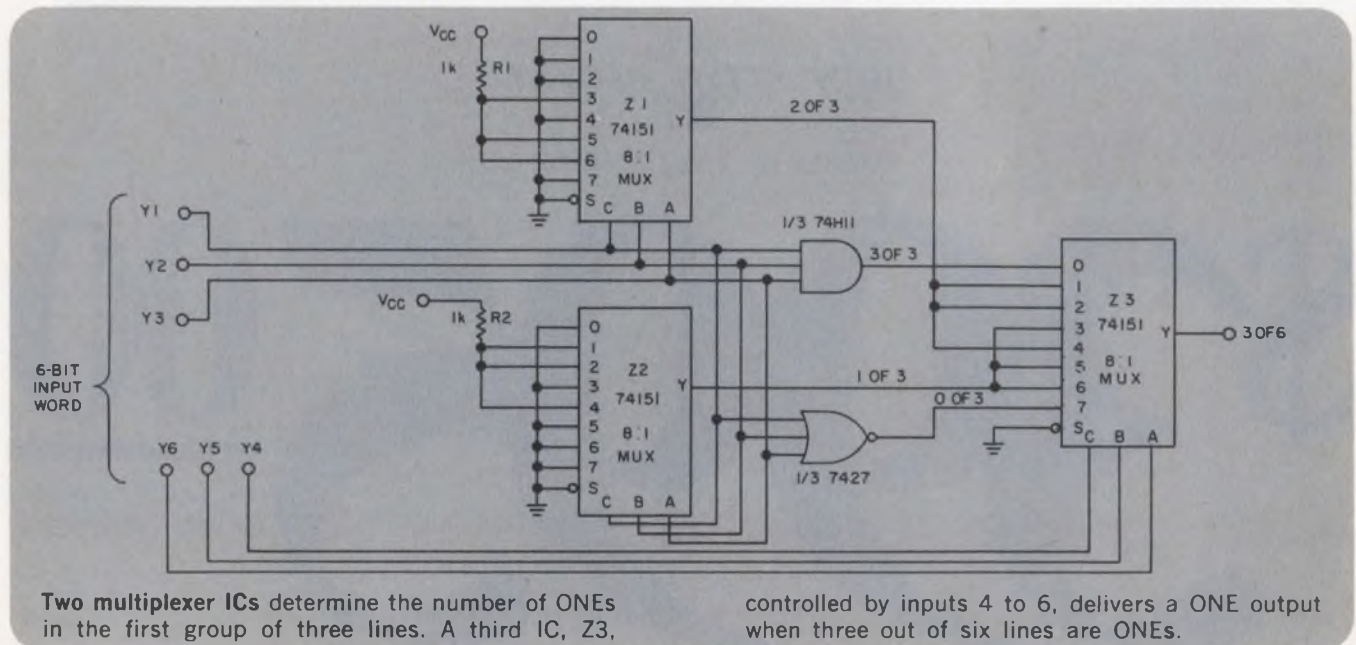 VCC
1k R1
0
1
2
3
4
5
6
7
S
Z1
74151
8:1
MUX
Y
C B A
2 OF 3
Y1
Y2
Y3
6-BIT
INPUT
WORD
Y6 Y5 Y4
VCC
1k R2
0
1
2
3
4
5
6
7
S
Z2
74151
8:1
MUX
Y
C B A
1/3 74H11
3 OF 3
1 OF 3
0 OF 3
1/3 7427
0
1
2
3
4
5
6
7
S
Z3
74151
8:1
MUX
Y
C B A
3 OF 6
Two multiplexer ICs determine the number of ONEs
in the first group of three lines. A third IC, Z3,
controlled by inputs 4 to 6, delivers a ONE output
when three out of six lines are ONEs.